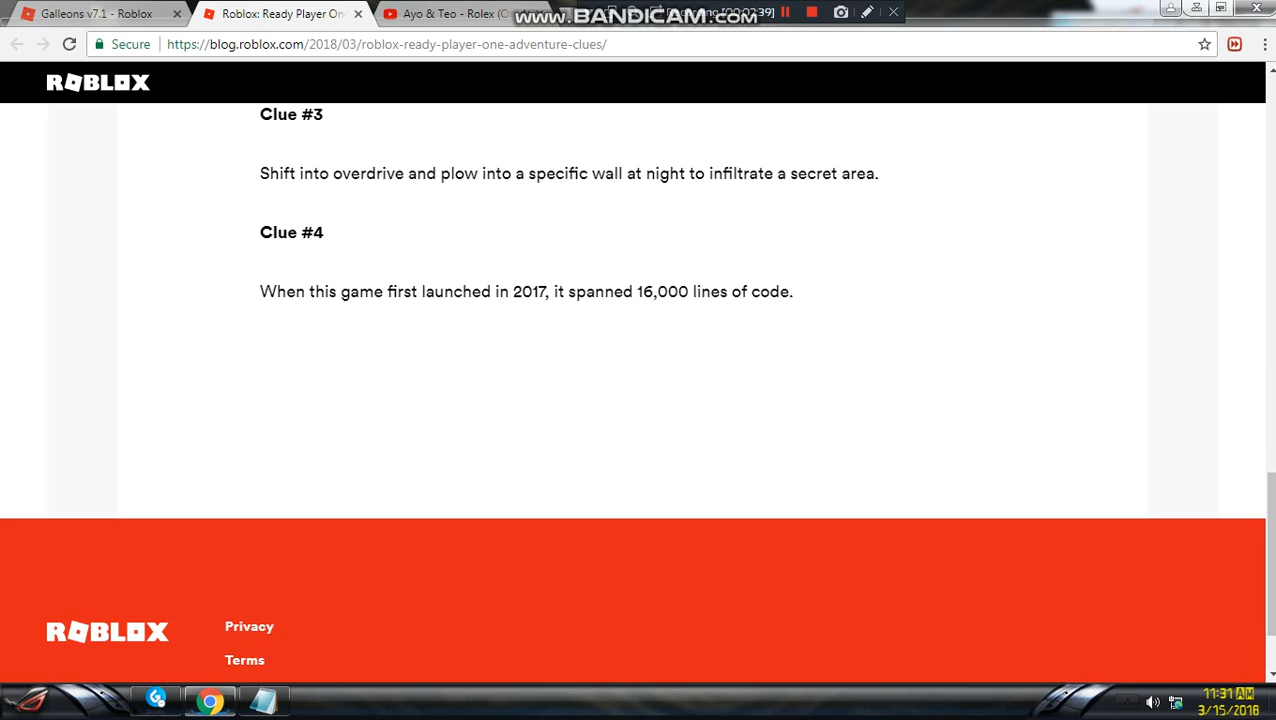 Galleons v7.1 - Roblox
Roblox: Ready Player One
Ayo & Teo - Rolex
www.BANDICAM.com
Secure
https://blog.roblox.com/2018/03/roblox-ready-player-one-adventure-clues/
ROBLOX
Clue #3
Shift into overdrive and plow into a specific wall at night to infiltrate a secret area.
Clue #4
When this game first launched in 2017, it spanned 16,000 lines of code.
ROBLOX
Privacy
Terms
11:31 AM
3/15/2018